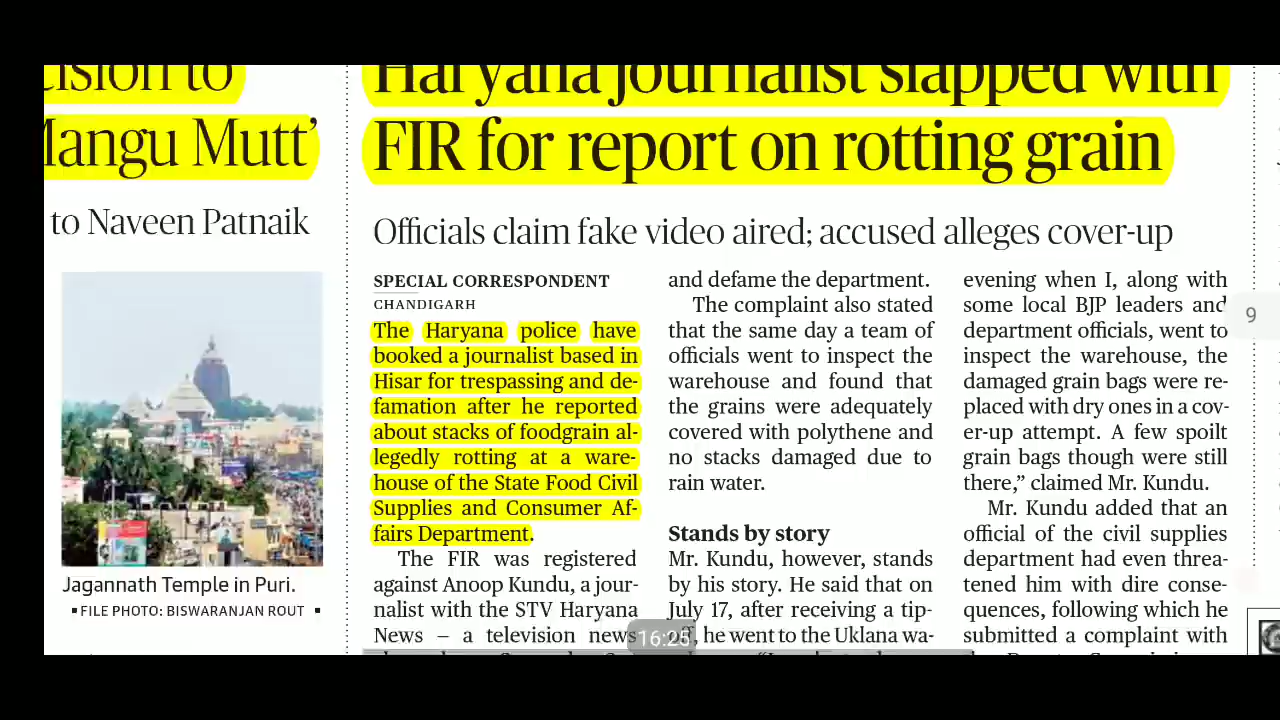 ision to
Mangu Mutt’
to Naveen Patnaik
Jagannath Temple in Puri.
▪FILE PHOTO: BISWARANJAN ROUT ▪
Haryana journalist slapped with
FIR for report on rotting grain
Officials claim fake video aired; accused alleges cover-up
SPECIAL CORRESPONDENT
CHANDIGARH
The Haryana police have
booked a journalist based in
Hisar for trespassing and de-
famation after he reported
about stacks of foodgrain al-
legedly rotting at a ware-
house of the State Food Civil
Supplies and Consumer Af-
fairs Department.
The FIR was registered
against Anoop Kundu, a jour-
nalist with the STV Haryana
News – a television news
and defame the department.
The complaint also stated
that the same day a team of
officials went to inspect the
warehouse and found that
the grains were adequately
covered with polythene and
no stacks damaged due to
rain water.
Stands by story
Mr. Kundu, however, stands
by his story. He said that on
July 17, after receiving a tip-
off, he went to the Uklana wa-
evening when I, along with
some local BJP leaders and
department officials, went to
inspect the warehouse, the
damaged grain bags were re-
placed with dry ones in a cov-
er-up attempt. A few spoilt
grain bags though were still
there,” claimed Mr. Kundu.
Mr. Kundu added that an
official of the civil supplies
department had even threa-
tened him with dire conse-
quences, following which he
submitted a complaint with
9
16:25